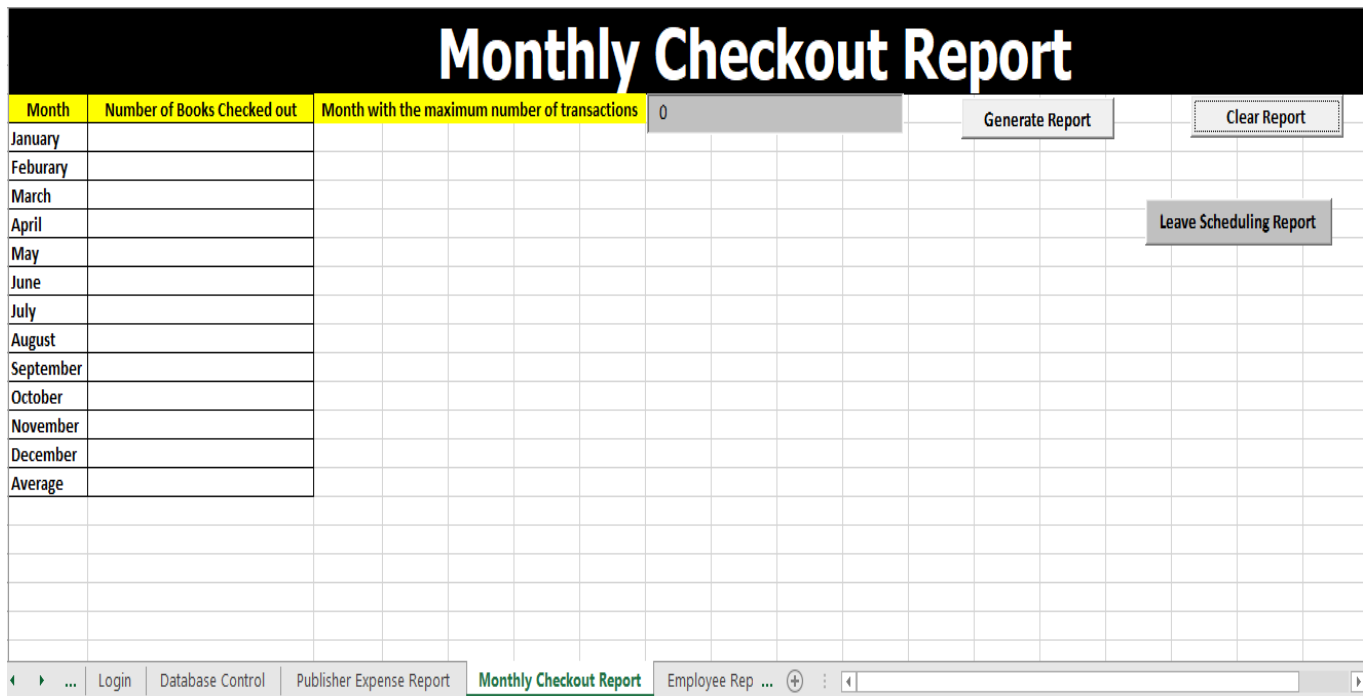 Monthly Checkout Report
Month Number of Books Checked out Month with the maximum number of transactions 0 Generate Report Clear Report
January
Feburary
March
April Leave Scheduling Report
May
June
July
August
September
October
November
December
Average
... Login Database Control Publisher Expense Report Monthly Checkout Report Employee Rep ...